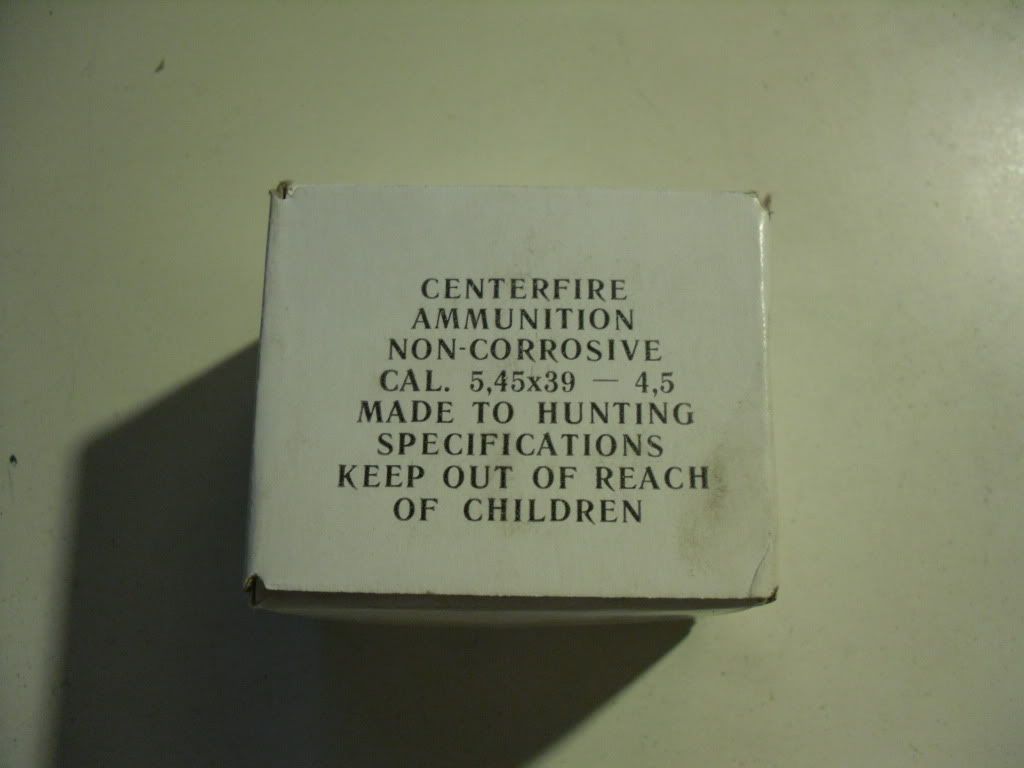 CENTERFIRE
AMMUNITION
NON-CORROSIVE
CAL. 5,45x39 — 4,5
MADE TO HUNTING
SPECIFICATIONS
KEEP OUT OF REACH
OF CHILDREN